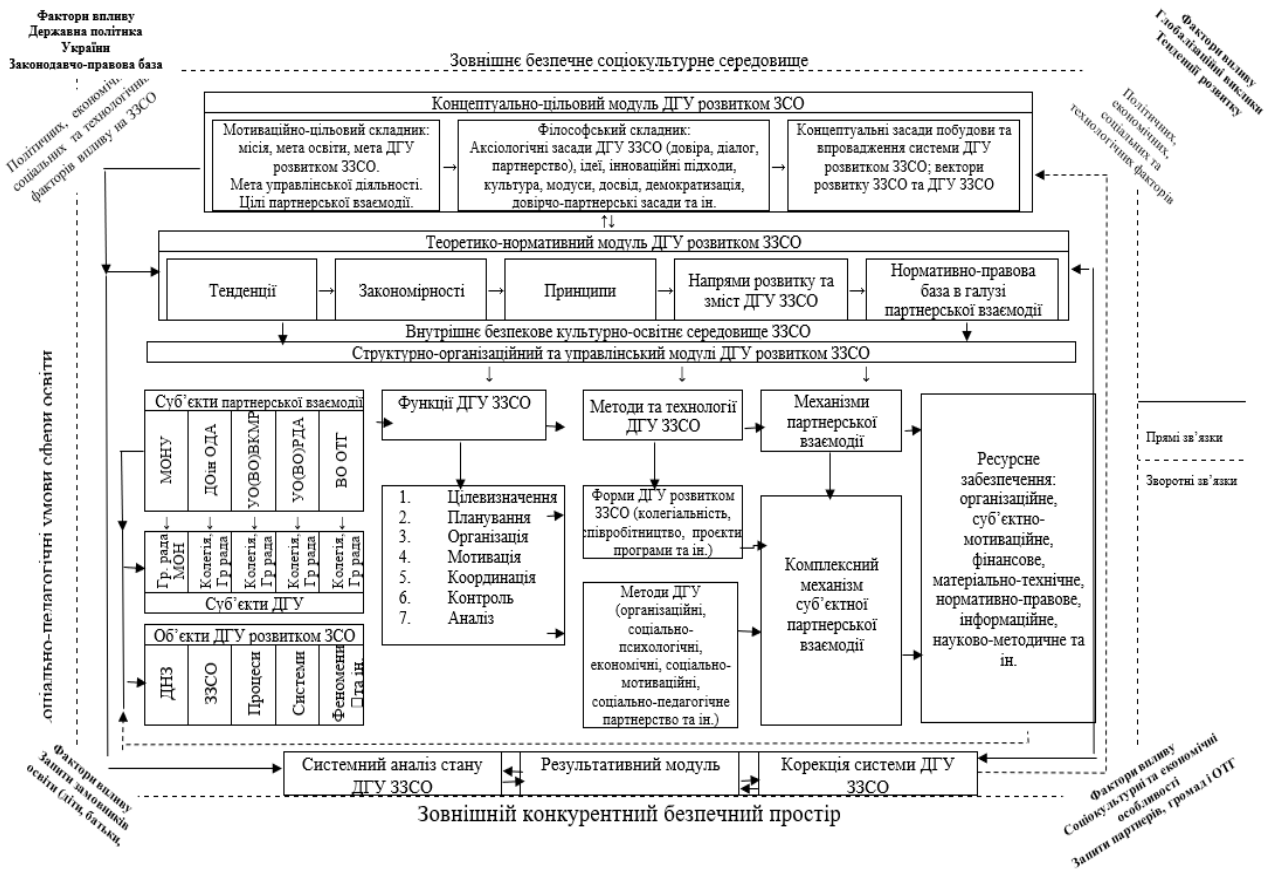 Фактори впливу
Державна політика
України
Законодавчо-правова база
Політичних, економічних,
соціальних та технологічних
факторів впливу на ЗЗСО
Зовнішнє безпечне соціокультурне середовище
Фактори впливу
Глобалізаційні виклики
Тенденції розвитку
Політичних,
економічних,
соціальних та
технологічних факторів
Концептуально-цільовий модуль ДГУ розвитком ЗСО
Мотиваційно-цільовий складник:
місія, мета освіти, мета ДГУ
розвитком ЗЗСО.
Мета управлінської діяльності.
Цілі партнерської взаємодії.
Філософський складник:
Аксіологічні засади ДГУ ЗЗСО (довіра, діалог,
партнерство), ідеї, інноваційні підходи,
культура, модуси, досвід, демократизація,
довірчо-партнерські засади та ін.
Концептуальні засади побудови та
впровадження системи ДГУ
розвитком ЗЗСО; вектори
розвитку ЗЗСО та ДГУ ЗЗСО
Теоретико-нормативний модуль ДГУ розвитком ЗЗСО
Тенденції
Закономірності
Принципи
Напрями розвитку та
зміст ДГУ ЗЗСО
Нормативно-правова
база в галузі
партнерської взаємодії
Внутрішнє безпекове культурно-освітнє середовище ЗЗСО
Структурно-організаційний та управлінський модулі ДГУ розвитком ЗЗСО
Суб’єкти партнерської взаємодії
МОНУ
ДОін ОДА
УО(ВО)ВКМР
УО(ВО)РДА
ВО ОТГ
Гр. рада
МОН
Колегія,
Гр рада
Колегія,
Гр рада
Колегія,
Гр рада
Колегія,
Гр рада
Суб’єкти ДГУ
Об’єкти ДГУ розвитком ЗСО
ДНЗ
ЗЗСО
Процеси
Системи
Феномени
та ін.
Функції ДГУ ЗЗСО
1. Цілевизначення
2. Планування
3. Організація
4. Мотивація
5. Координація
6. Контроль
7. Аналіз
Методи та технології
ДГУ ЗЗСО
Форми ДГУ розвитком
ЗЗСО (колегіальність,
співробітництво, проєкти
програми та ін.)
Методи ДГУ
(організаційні,
соціально-
психологічні,
економічні, соціально-
мотиваційні,
соціально-педагогічне
партнерство та ін.)
Механізми
партнерської
взаємодії
Комплексний
механізм
суб’єктної
партнерської
взаємодії
Ресурсне
забезпечення:
організаційне,
суб’єктно-
мотиваційне,
фінансове,
матеріально-технічне,
нормативно-правове,
інформаційне,
науково-методичне та
ін.
Прямі зв’язки
Зворотні зв’язки
Системний аналіз стану
ДГУ ЗЗСО
Результативний модуль
Корекція системи ДГУ
ЗЗСО
Зовнішній конкурентний безпечний простір
Фактори впливу
Запити замовників
освіти (діти, батьки,
Фактори впливу
Соціокультурні та економічні
особливості
Запити партнерів, громад і ОТГ
умови сфери освіти